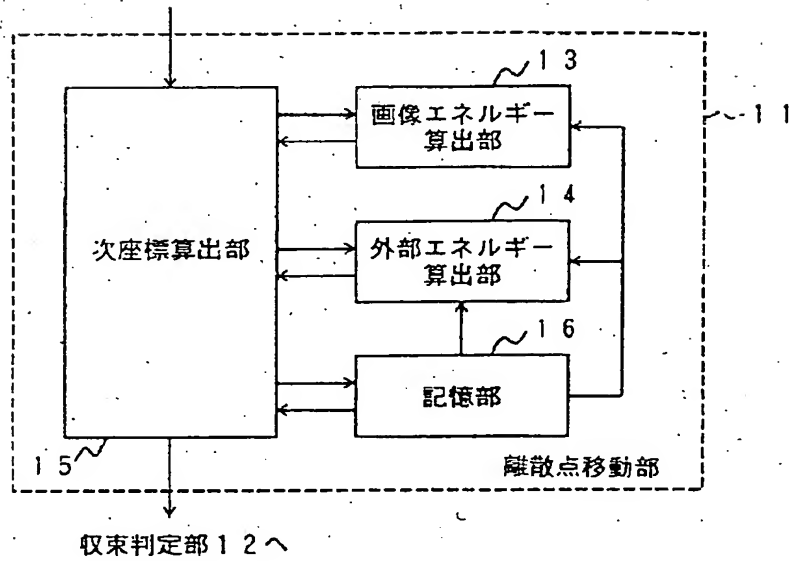 13
画像エネルギー
算出部
11
14
次座標算出部
外部エネルギー
算出部
16
記憶部
15
離散点移動部
収束判定部12へ